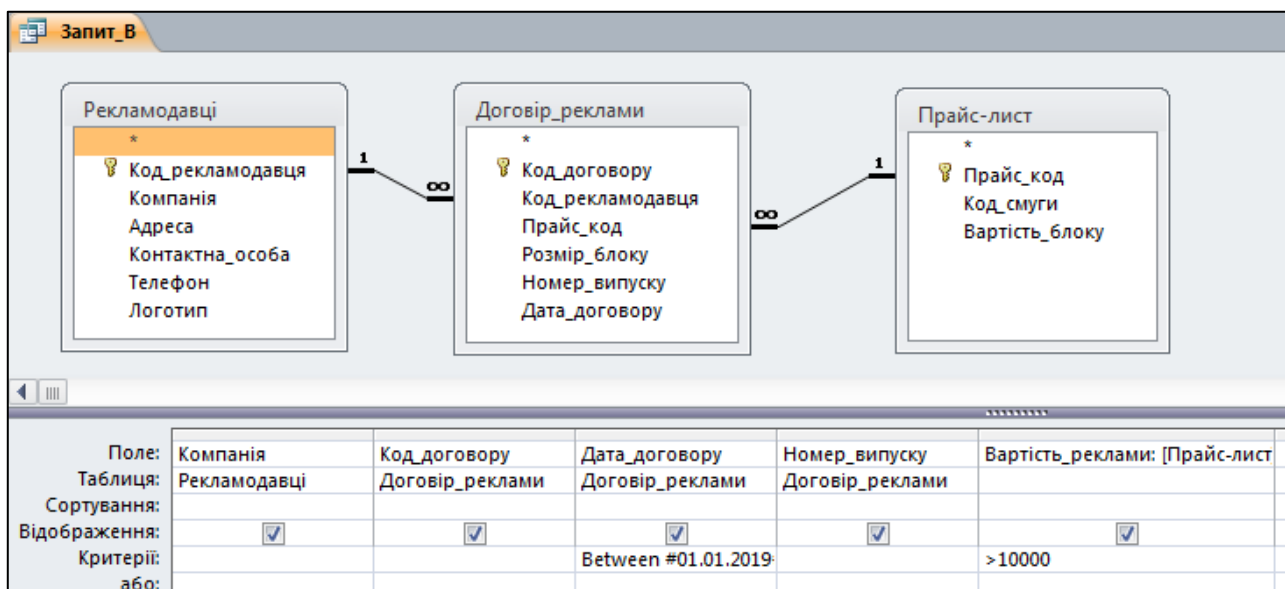 Запит_В
Рекламодавці
*
Код_рекламодавця
Компанія
Адреса
Контактна_особа
Телефон
Логотип
1
∞
Договір_реклами
*
Код_договору
Код_рекламодавця
Прайс_код
Розмір_блоку
Номер_випуску
Дата_договору
∞
1
Прайс-лист
*
Прайс_код
Код_смуги
Вартість_блоку
Поле: Компанія Код_договору Дата_договору Номер_випуску Вартість_реклами: [Прайс-лист
Таблиця: Рекламодавці Договір_реклами Договір_реклами Договір_реклами
Сортування:
Відображення:
Критерії: Between #01.01.2019 >10000
або: